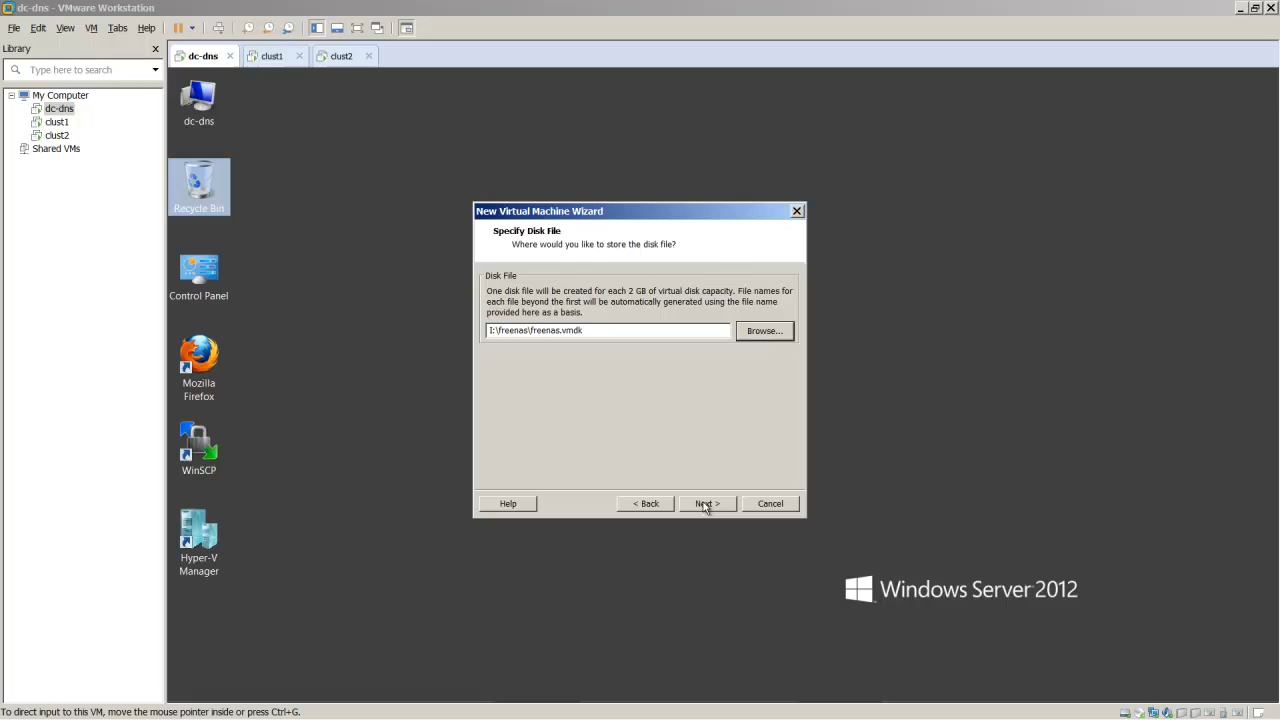 dc-dns - VMware Workstation
File Edit View VM Tabs Help
Library
Type here to search
My Computer
dc-dns
clust1
clust2
Shared VMs
dc-dns clust1 clust2
dc-dns
Recycle Bin
Control Panel
Mozilla
Firefox
WinSCP
Hyper-V
Manager
New Virtual Machine Wizard
Specify Disk File
Where would you like to store the disk file?
Disk File
One disk file will be created for each 2 GB of virtual disk capacity. File names for
each file beyond the first will be automatically generated using the file name
provided here as a basis.
I:\freenas\freenas.vmdk
Browse...
Help < Back Next > Cancel
Windows Server 2012
To direct input to this VM, move the mouse pointer inside or press Ctrl+G.